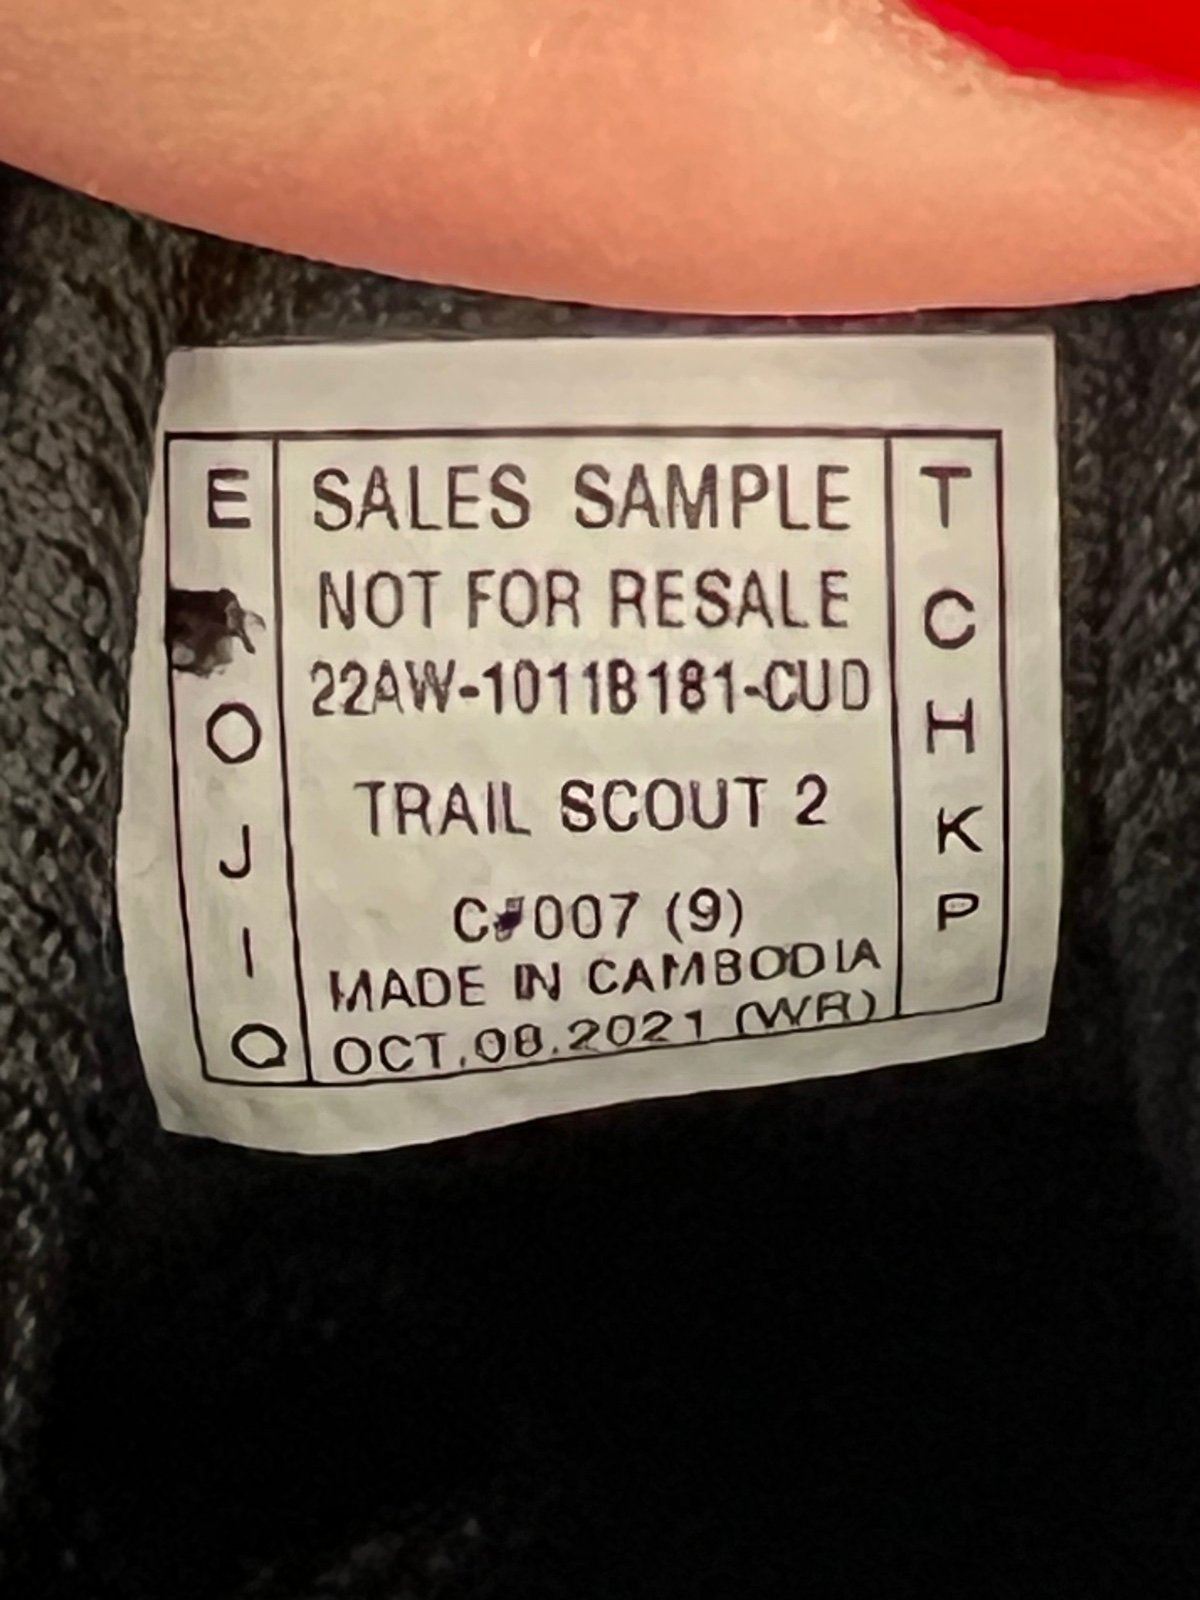 E
O
J
I
Q
SALES SAMPLE
NOT FOR RESALE
22AW-1011B181-CUD
TRAIL SCOUT 2
C#007 (9)
MADE IN CAMBODIA
OCT.08.2021 (WR)
T
C
H
K
P